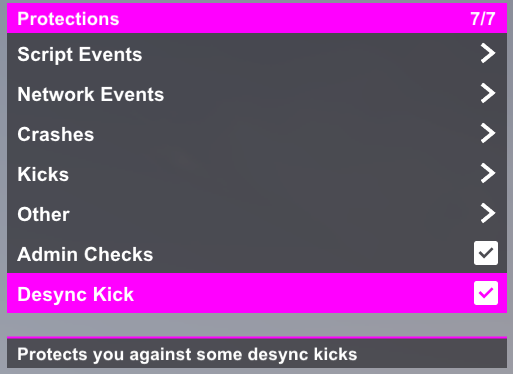 Protections 7/7
Script Events
Network Events
Crashes
Kicks
Other
Admin Checks
Desync Kick
Protects you against some desync kicks